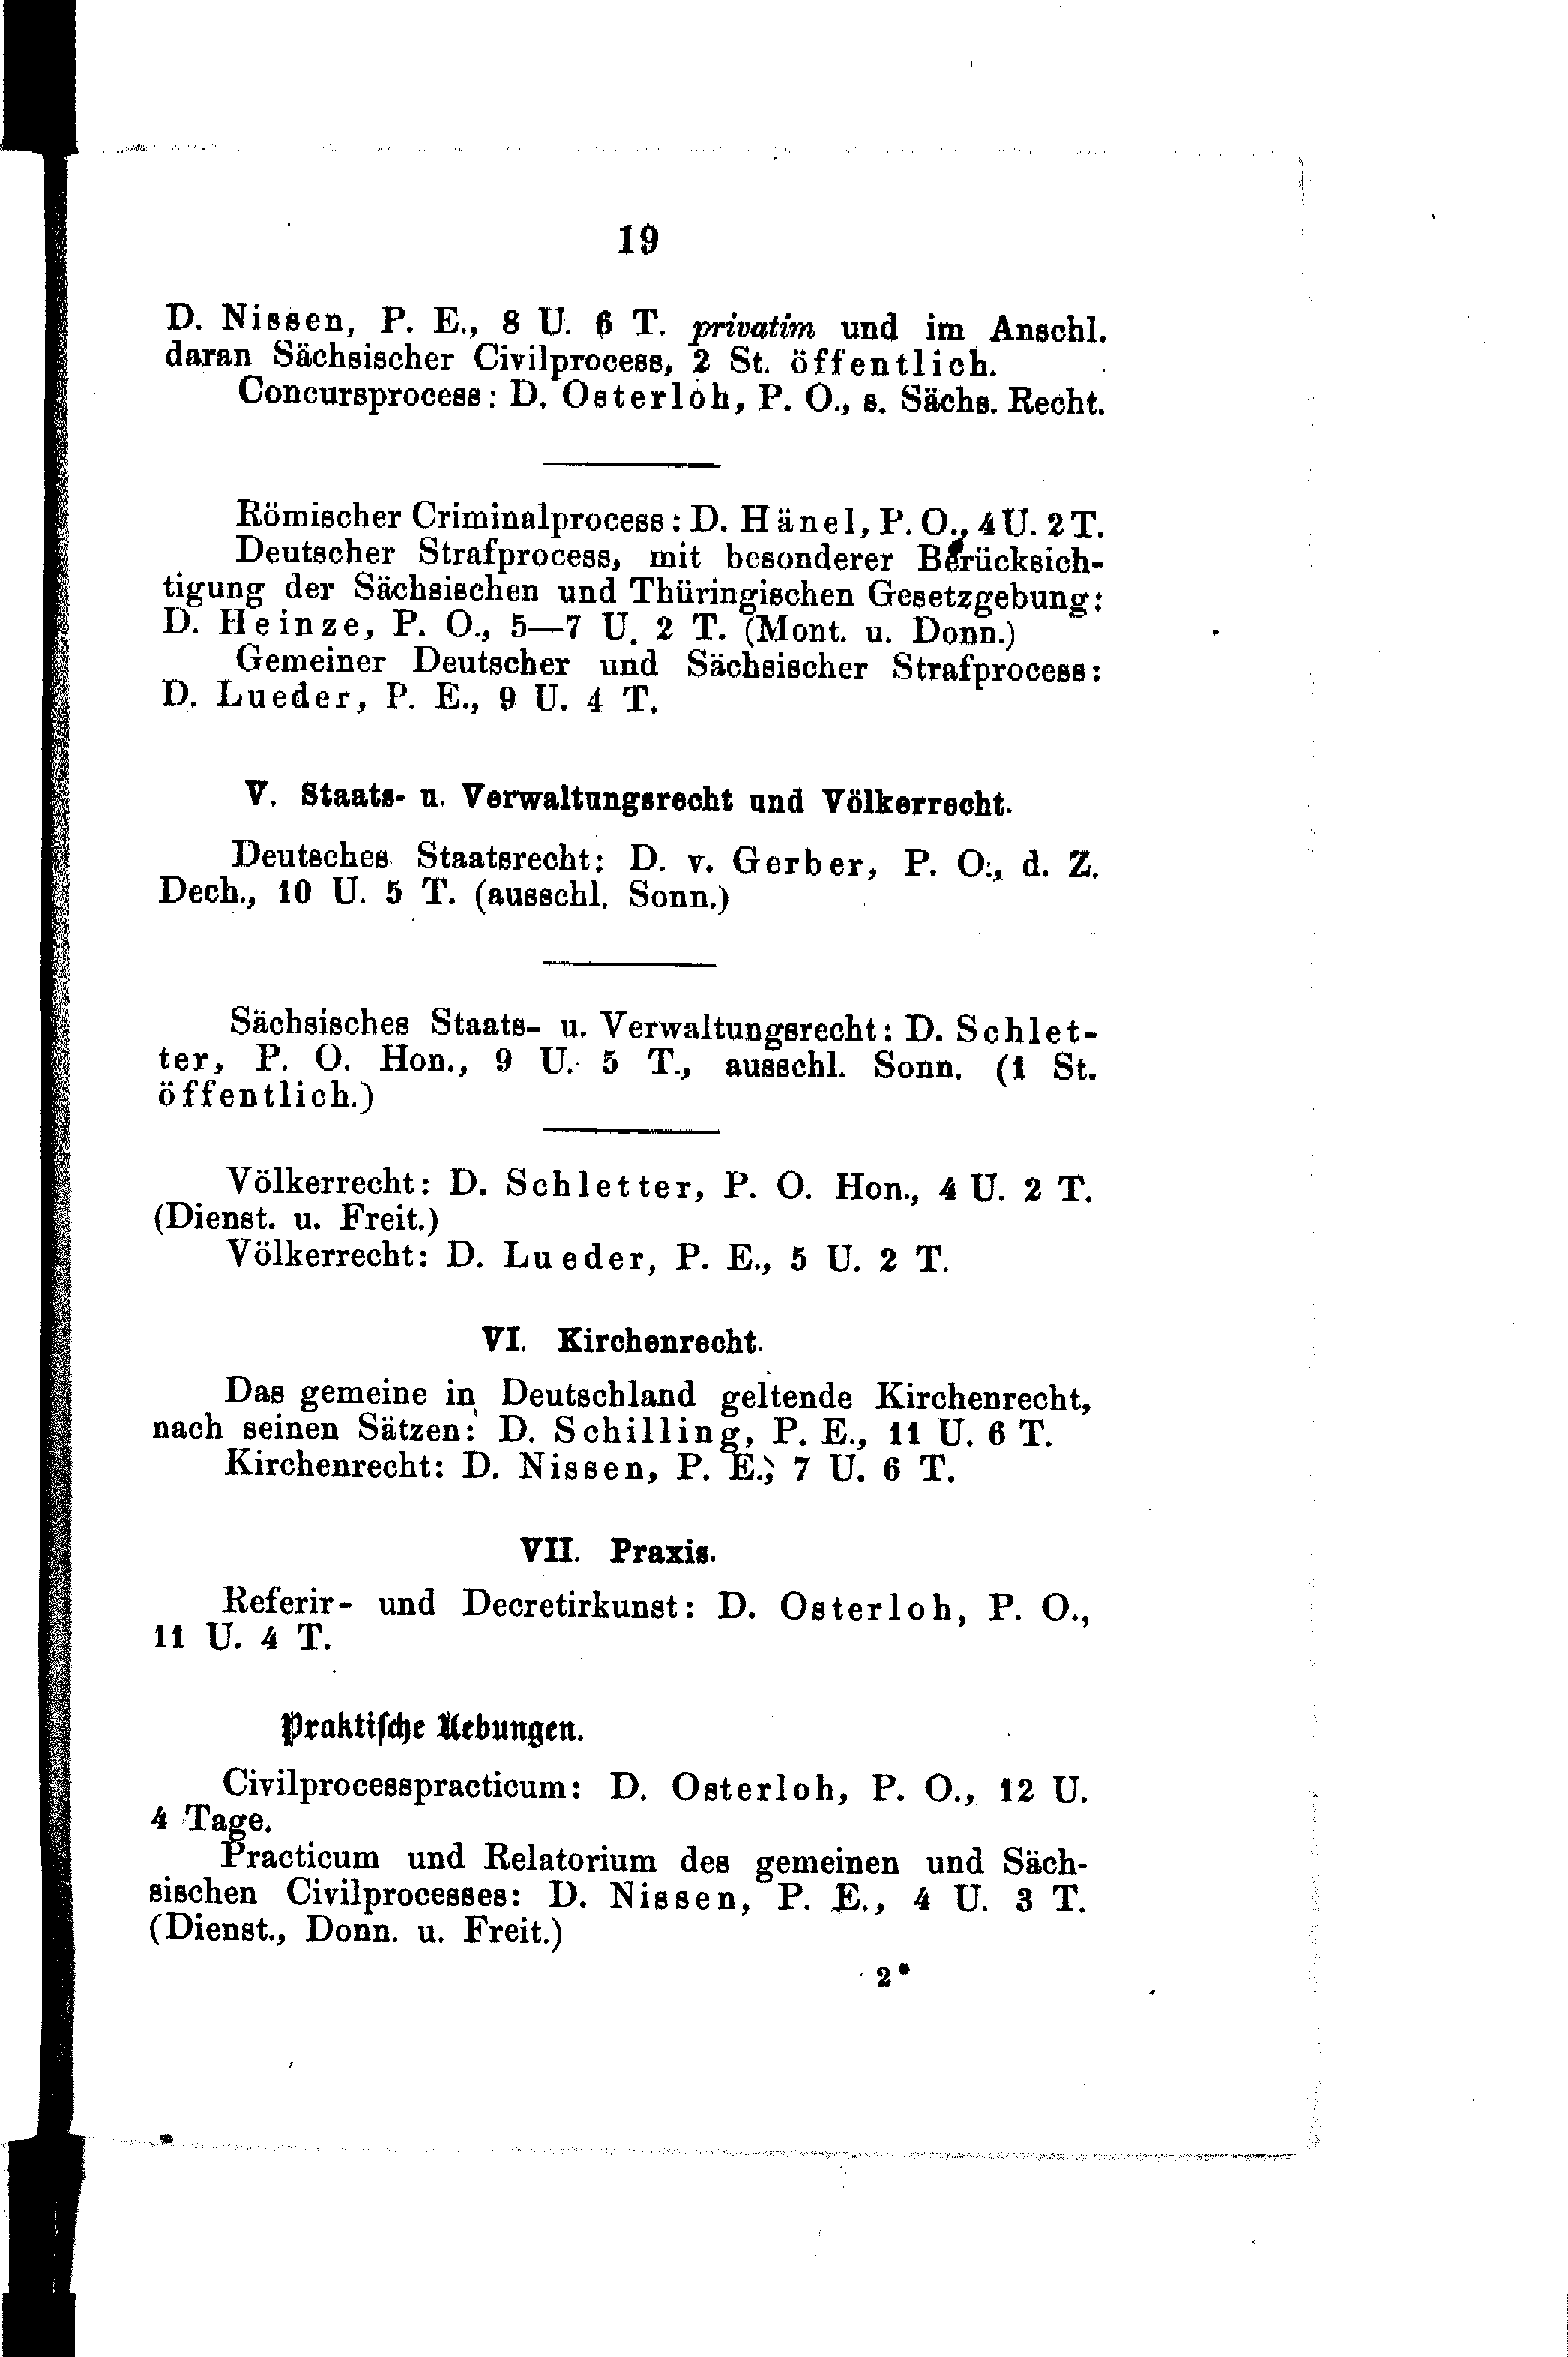 19
D. Nissen, P. E., 8 U. 6 T. privatim und im Anschl.
daran Sächsischer Civilprocess, 2 St. öffentlich.
Concursprocess: D. Osterloh, P. O., s. Sächs. Recht.
Römischer Criminalprocess: D. Hänel, P. O., 4 U. 2 T.
Deutscher Strafprocess, mit besonderer Berücksich-
tigung der Sächsischen und Thüringischen Gesetzgebung:
D. Heinze, P. O., 5—7 U. 2 T. (Mont. u. Donn.)
Gemeiner Deutscher und Sächsischer Strafprocess:
D. Lueder, P. E., 9 U. 4 T.
V. Staats- u. Verwaltungsrecht und Völkerrecht.
Deutsches Staatsrecht: D. v. Gerber, P. O., d. Z.
Dech., 10 U. 5 T. (ausschl. Sonn.)
Sächsisches Staats- u. Verwaltungsrecht: D. Schlet-
ter, P. O. Hon., 9 U. 5 T., ausschl. Sonn. (1 St.
öffentlich.)
Völkerrecht: D. Schletter, P. O. Hon., 4 U. 2 T.
(Dienst. u. Freit.)
Völkerrecht: D. Lueder, P. E., 5 U. 2 T.
VI. Kirchenrecht.
Das gemeine in Deutschland geltende Kirchenrecht,
nach seinen Sätzen: D. Schilling, P. E., 11 U. 6 T.
Kirchenrecht: D. Nissen, P. E., 7 U. 6 T.
VII. Praxis.
Referir- und Decretirkunst: D. Osterloh, P. O.,
11 U. 4 T.
Praktiſche Uebungen.
Civilprocesspracticum: D. Osterloh, P. O., 12 U.
4 Tage.
Practicum und Relatorium des gemeinen und Säch-
sischen Civilprocesses: D. Nissen, P. E., 4 U. 3 T.
(Dienst., Donn. u. Freit.)
2*